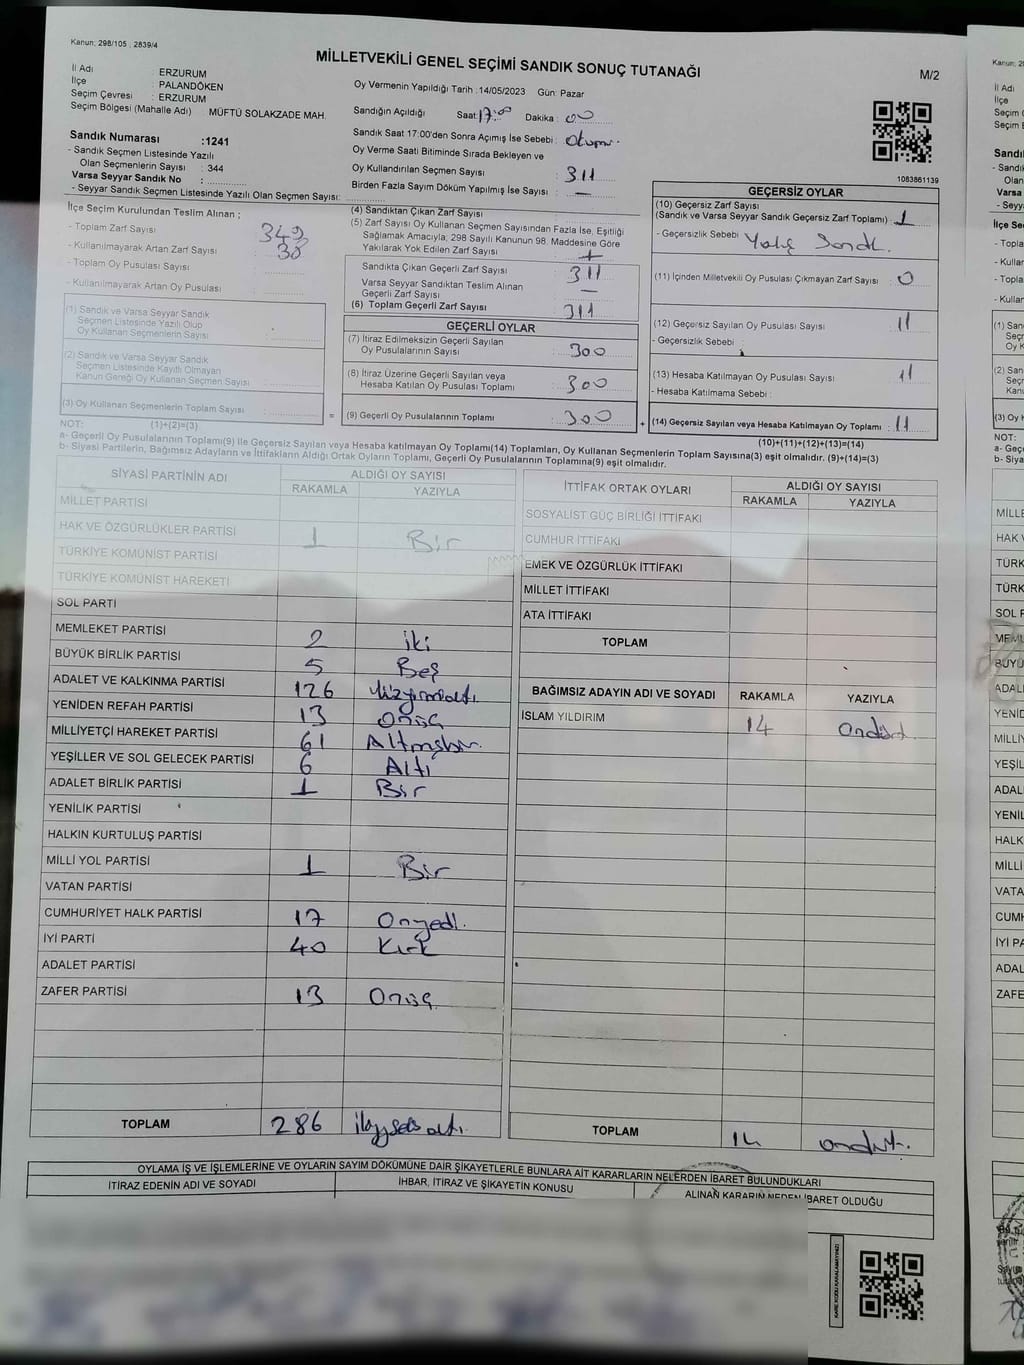 Kanun; 298/105 , 2839/4
MİLLETVEKİLİ GENEL SEÇİMİ SANDIK SONUÇ TUTANAĞI
M/2
İl Adı : ERZURUM
İlçe : PALANDÖKEN
Seçim Çevresi : ERZURUM
Seçim Bölgesi (Mahalle Adı) MÜFTÜ SOLAKZADE MAH.
Sandık Numarası :1241
- Sandık Seçmen Listesinde Yazılı
Olan Seçmenlerin Sayısı : 344
Varsa Seyyar Sandık No :
- Seyyar Sandık Seçmen Listesinde Yazılı Olan Seçmen Sayısı:
İlçe Seçim Kurulundan Teslim Alınan ;
- Toplam Zarf Sayısı
- Kullanılmayarak Artan Zarf Sayısı
- Toplam Oy Pusulası Sayısı
- Kullanılmayarak Artan Oy Pusulası :
(1) Sandık ve Varsa Seyyar Sandık
Seçmen Listesinde Yazılı Olup
Oy Kullanan Seçmenlerin Sayısı :
(2) Sandık ve Varsa Seyyar Sandık
Seçmen Listesinde Kayıtlı Olmayan
Kanun Gereği Oy Kullanan Seçmen Sayısı :
(3) Oy Kullanan Seçmenlerin Toplam Sayısı :
(1)+(2)=(3)
Oy Vermenin Yapıldığı Tarih :14/05/2023 Gün: Pazar
Sandığın Açıldığı Saat: 17:00 Dakika : 00
Sandık Saat 17:00'den Sonra Açımış İse Sebebi :
Oy Verme Saati Bitiminde Sırada Bekleyen ve
Oy Kullandırılan Seçmen Sayısı : 311
Birden Fazla Sayım Döküm Yapılmış İse Sayısı : —
(4) Sandıktan Çıkan Zarf Sayısı :
(5) Zarf Sayısı Oy Kullanan Seçmen Sayısından Fazla İse, Eşitliği
Sağlamak Amacıyla; 298 Sayılı Kanunun 98. Maddesine Göre
Yakılarak Yok Edilen Zarf Sayısı :
Sandıkta Çıkan Geçerli Zarf Sayısı : 311
Varsa Seyyar Sandıktan Teslim Alınan
Geçerli Zarf Sayısı : —
(6) Toplam Geçerli Zarf Sayısı : 311
GEÇERLİ OYLAR
(7) İtiraz Edilmeksizin Geçerli Sayılan
Oy Pusulalarının Sayısı : 300
(8) İtiraz Üzerine Geçerli Sayılan veya
Hesaba Katılan Oy Pusulası Toplamı : 300
= (9) Geçerli Oy Pusulalarının Toplamı : 300 +
1083861139
GEÇERSİZ OYLAR
(10) Geçersiz Zarf Sayısı
(Sandık ve Varsa Seyyar Sandık Geçersiz Zarf Toplamı) : 1
- Geçersizlik Sebebi :
(11) İçinden Milletvekili Oy Pusulası Çıkmayan Zarf Sayısı : 0
(12) Geçersiz Sayılan Oy Pusulası Sayısı : 11
- Geçersizlik Sebebi :
(13) Hesaba Katılmayan Oy Pusulası Sayısı : 11
- Hesaba Katılmama Sebebi :
(14) Geçersiz Sayılan veya Hesaba Katılmayan Oy Toplamı : 11
(10)+(11)+(12)+(13)=(14)
NOT:
a- Geçerli Oy Pusulalarının Toplamı(9) İle Geçersiz Sayılan veya Hesaba katılmayan Oy Toplamı(14) Toplamları, Oy Kullanan Seçmenlerin Toplam Sayısına(3) eşit olmalıdır. (9)+(14)=(3)
b- Siyasi Partilerin, Bağımsız Adayların ve İttifakların Aldığı Ortak Oyların Toplamı, Geçerli Oy Pusulalarının Toplamına(9) eşit olmalıdır.
SİYASİ PARTİNİN ADI ALDIĞI OY SAYISI
RAKAMLA YAZIYLA
MİLLET PARTİSİ
HAK VE ÖZGÜRLÜKLER PARTİSİ 1 Bir
TÜRKİYE KOMÜNİST PARTİSİ
TÜRKİYE KOMÜNİST HAREKETİ
SOL PARTİ
MEMLEKET PARTİSİ 2 iki
BÜYÜK BİRLİK PARTİSİ 5 Beş
ADALET VE KALKINMA PARTİSİ 126 Yüzyirmialtı
YENİDEN REFAH PARTİSİ 13 Onüç
MİLLİYETÇİ HAREKET PARTİSİ 61 Altmışbir
YEŞİLLER VE SOL GELECEK PARTİSİ 6 Altı
ADALET BİRLİK PARTİSİ 1 Bir
YENİLİK PARTİSİ
HALKIN KURTULUŞ PARTİSİ
MİLLİ YOL PARTİSİ 1 Bir
VATAN PARTİSİ
CUMHURİYET HALK PARTİSİ 17 Onyedi
İYİ PARTİ 40 Kırk
ADALET PARTİSİ
ZAFER PARTİSİ 13 Onüç
TOPLAM 286
İTTİFAK ORTAK OYLARI ALDIĞI OY SAYISI
RAKAMLA YAZIYLA
SOSYALİST GÜÇ BİRLİĞİ İTTİFAKI
CUMHUR İTTİFAKI
EMEK VE ÖZGÜRLÜK İTTİFAKI
MİLLET İTTİFAKI
ATA İTTİFAKI
TOPLAM
BAĞIMSIZ ADAYIN ADI VE SOYADI RAKAMLA YAZIYLA
İSLAM YILDIRIM 14 Ondört
TOPLAM 14 ondört
OYLAMA İŞ VE İŞLEMLERİNE VE OYLARIN SAYIM DÖKÜMÜNE DAİR ŞİKAYETLERLE BUNLARA AİT KARARLARIN NELERDEN İBARET BULUNDUKLARI
İTİRAZ EDENİN ADI VE SOYADI İHBAR, İTİRAZ VE ŞİKAYETİN KONUSU ALINAN KARARIN NEDEN İBARET OLDUĞU
KARE KODU KARALAMAYINIZ!